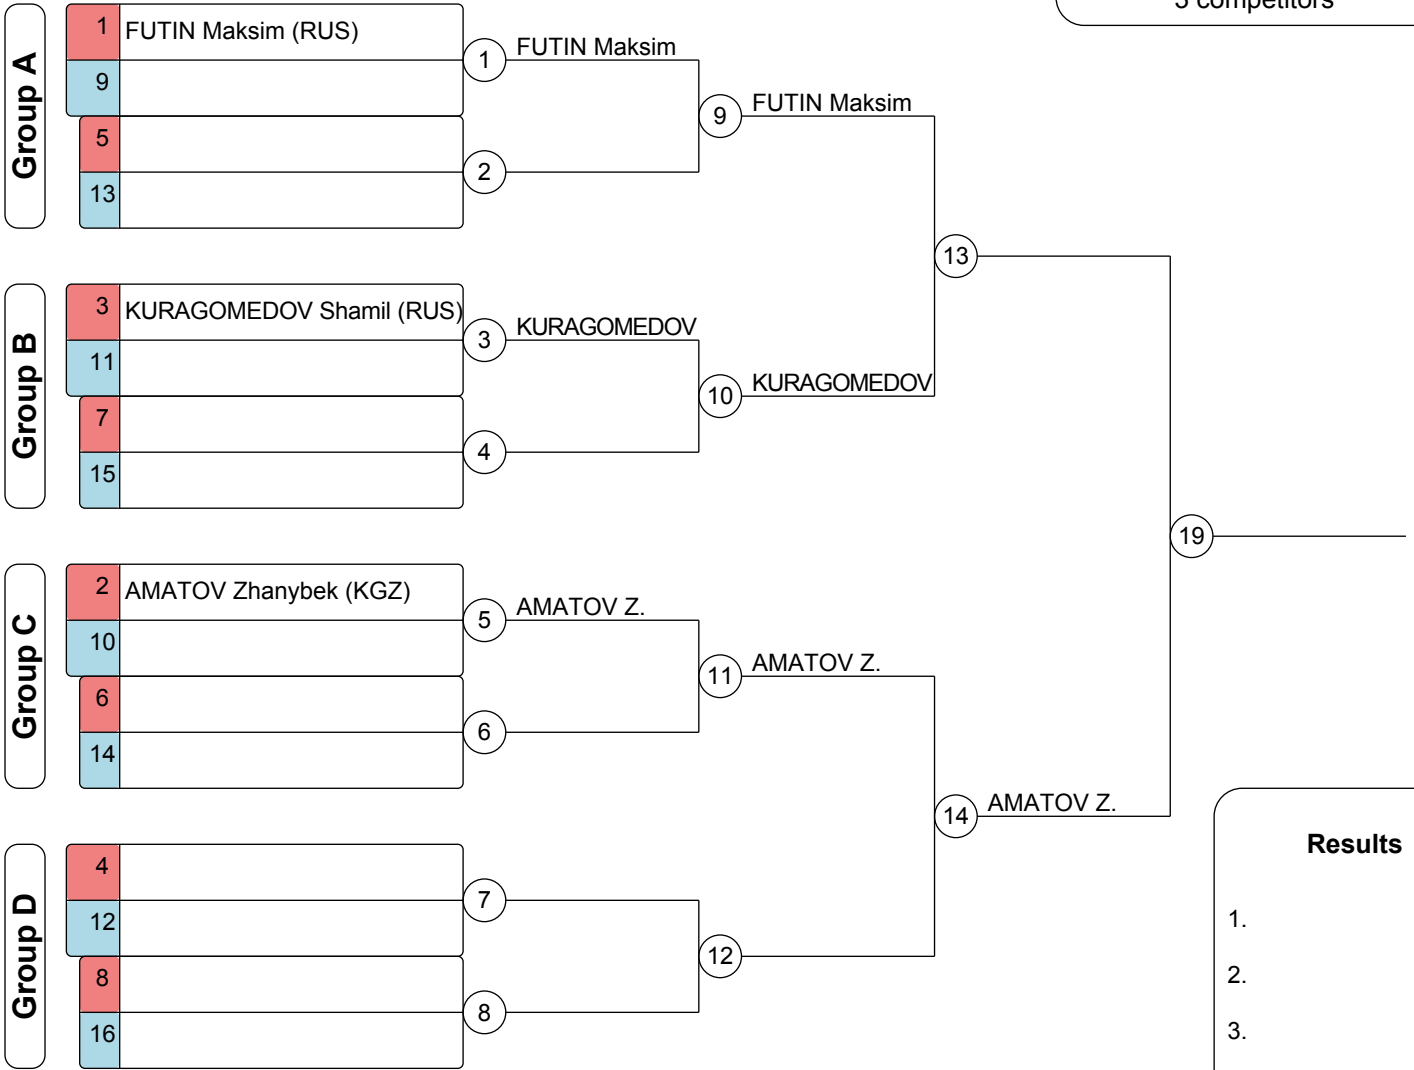 3 competitors
Group A
1 FUTIN Maksim (RUS)
9
5
13
1 FUTIN Maksim
2
9 FUTIN Maksim
13
Group B
3 KURAGOMEDOV Shamil (RUS)
11
7
15
3 KURAGOMEDOV
4
10 KURAGOMEDOV
19
Group C
2 AMATOV Zhanybek (KGZ)
10
6
14
5 AMATOV Z.
6
11 AMATOV Z.
14 AMATOV Z.
Group D
4
12
8
16
7
8
12
Results
1.
2.
3.